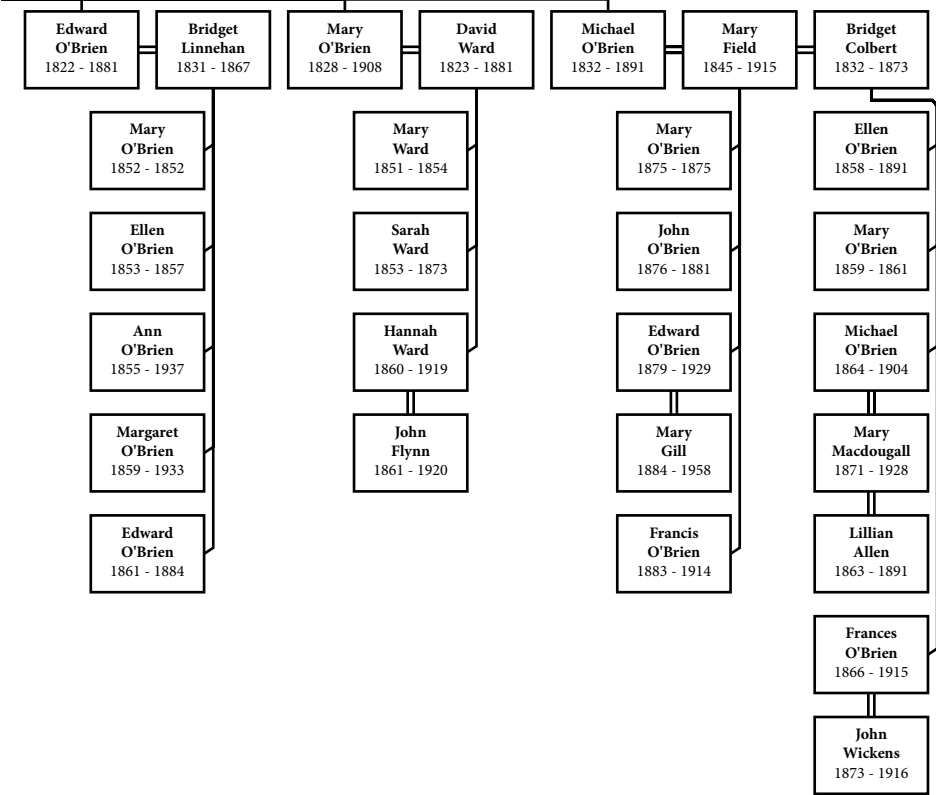 Edward
O'Brien
1822 - 1881
Bridget
Linnehan
1831 - 1867
Mary
O'Brien
1828 - 1908
David
Ward
1823 - 1881
Michael
O'Brien
1832 - 1891
Mary
Field
1845 - 1915
Bridget
Colbert
1832 - 1873
Mary
O'Brien
1852 - 1852
Ellen
O'Brien
1853 - 1857
Ann
O'Brien
1855 - 1937
Margaret
O'Brien
1859 - 1933
Edward
O'Brien
1861 - 1884
Mary
Ward
1851 - 1854
Sarah
Ward
1853 - 1873
Hannah
Ward
1860 - 1919
John
Flynn
1861 - 1920
Mary
O'Brien
1875 - 1875
John
O'Brien
1876 - 1881
Edward
O'Brien
1879 - 1929
Mary
Gill
1884 - 1958
Francis
O'Brien
1883 - 1914
Ellen
O'Brien
1858 - 1891
Mary
O'Brien
1859 - 1861
Michael
O'Brien
1864 - 1904
Mary
Macdougall
1871 - 1928
Lillian
Allen
1863 - 1891
Frances
O'Brien
1866 - 1915
John
Wickens
1873 - 1916